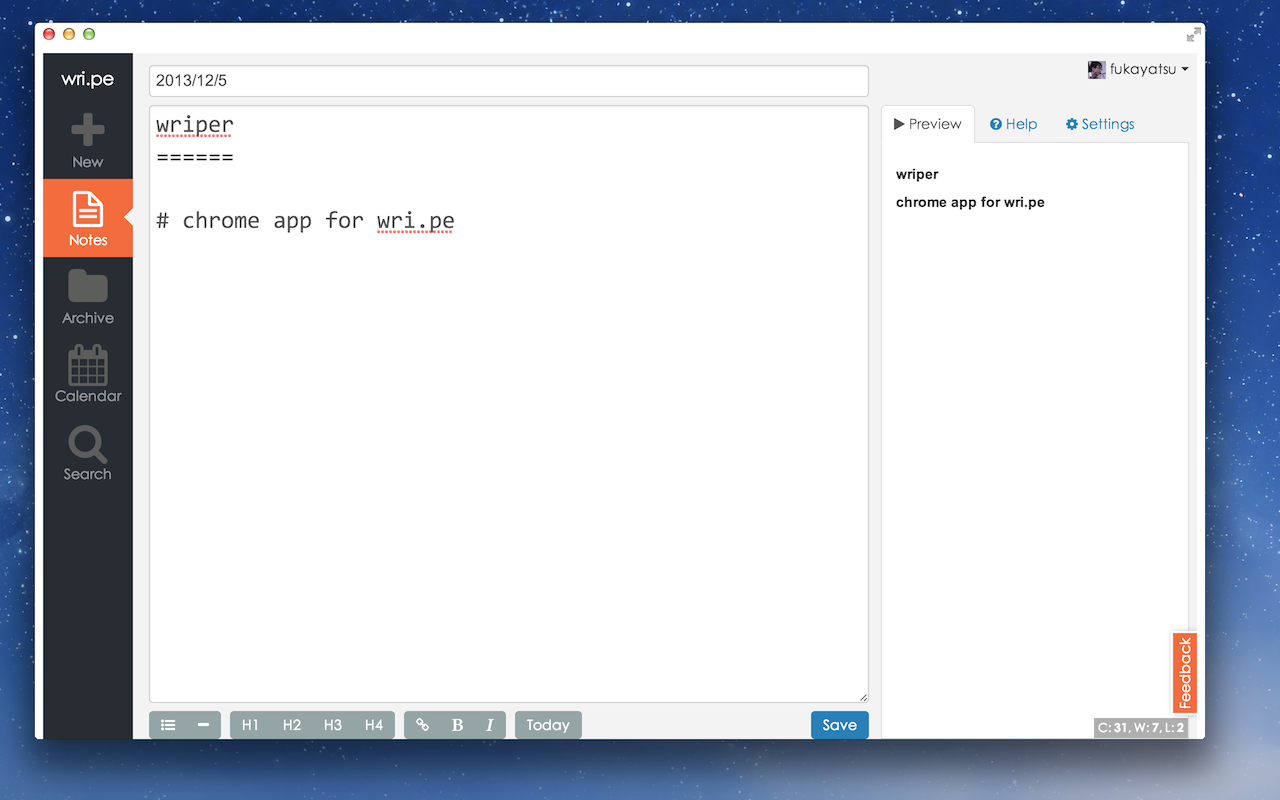 wri.pe
New
Notes
Archive
Calendar
Search
2013/12/5
wriper
======
# chrome app for wri.pe
H1 H2 H3 H4
B I
Today
Save
fukayatsu
Preview Help Settings
wriper
chrome app for wri.pe
Feedback
C: 31, W: 7, L: 2